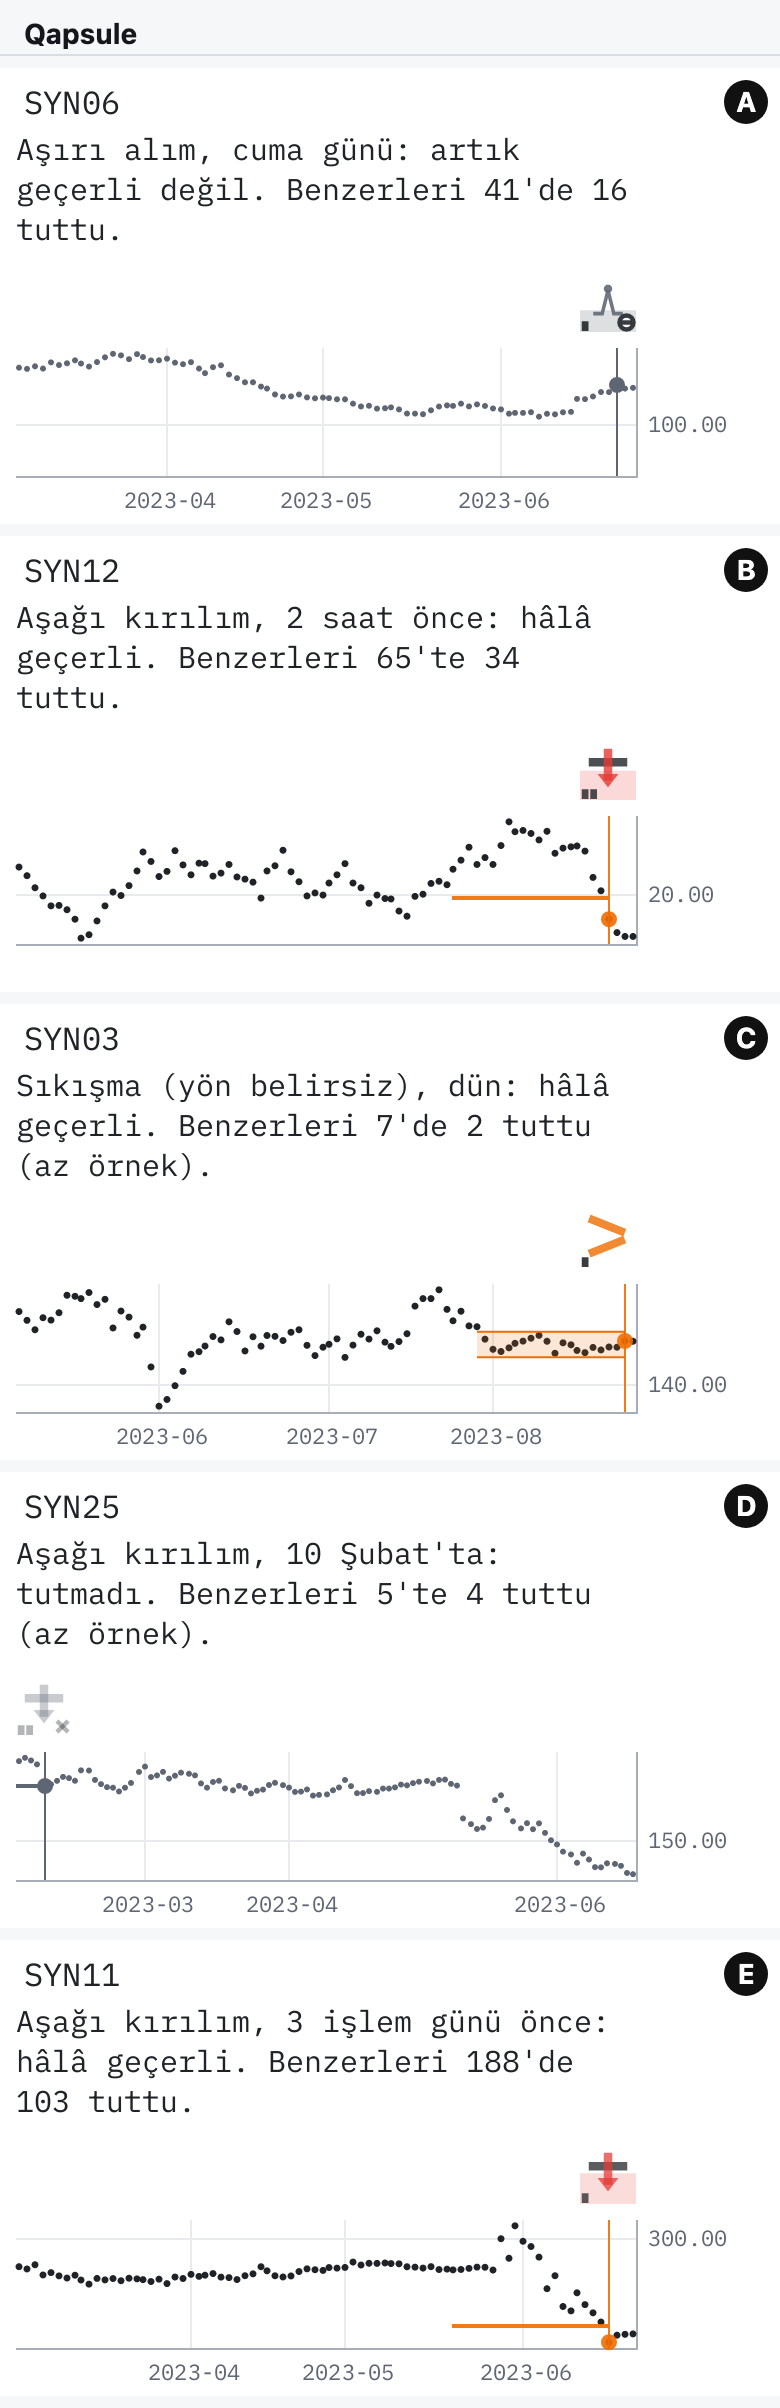 Qapsule
SYN06
A
Aşırı alım, cuma günü: artık
geçerli değil. Benzerleri 41'de 16
tuttu.
100.00
2023-04 2023-05 2023-06
SYN12
B
Aşağı kırılım, 2 saat önce: hâlâ
geçerli. Benzerleri 65'te 34
tuttu.
20.00
SYN03
C
Sıkışma (yön belirsiz), dün: hâlâ
geçerli. Benzerleri 7'de 2 tuttu
(az örnek).
140.00
2023-06 2023-07 2023-08
SYN25
D
Aşağı kırılım, 10 Şubat'ta:
tutmadı. Benzerleri 5'te 4 tuttu
(az örnek).
150.00
2023-03 2023-04 2023-06
SYN11
E
Aşağı kırılım, 3 işlem günü önce:
hâlâ geçerli. Benzerleri 188'de
103 tuttu.
300.00
2023-04 2023-05 2023-06